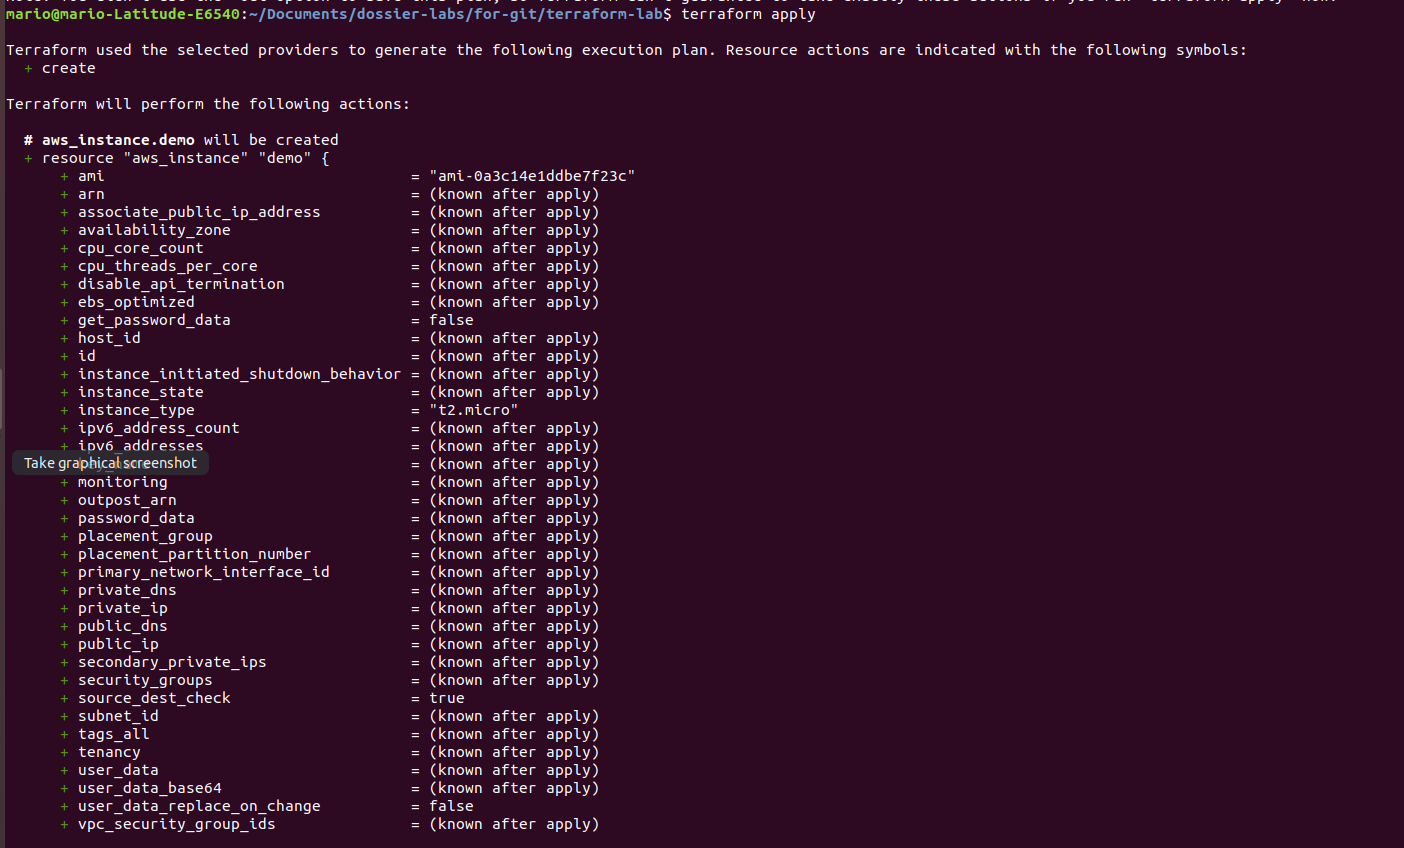 mario@mario-Latitude-E6540:~/Documents/dossier-labs/for-git/terraform-lab$ terraform apply
Terraform used the selected providers to generate the following execution plan. Resource actions are indicated with the following symbols:
+ create
Terraform will perform the following actions:
# aws_instance.demo will be created
+ resource "aws_instance" "demo" {
+ ami = "ami-0a3c14e1ddbe7f23c"
+ arn = (known after apply)
+ associate_public_ip_address = (known after apply)
+ availability_zone = (known after apply)
+ cpu_core_count = (known after apply)
+ cpu_threads_per_core = (known after apply)
+ disable_api_termination = (known after apply)
+ ebs_optimized = (known after apply)
+ get_password_data = false
+ host_id = (known after apply)
+ id = (known after apply)
+ instance_initiated_shutdown_behavior = (known after apply)
+ instance_state = (known after apply)
+ instance_type = "t2.micro"
+ ipv6_address_count = (known after apply)
+ ipv6_addresses = (known after apply)
Take graphical screenshot = (known after apply)
+ monitoring = (known after apply)
+ outpost_arn = (known after apply)
+ password_data = (known after apply)
+ placement_group = (known after apply)
+ placement_partition_number = (known after apply)
+ primary_network_interface_id = (known after apply)
+ private_dns = (known after apply)
+ private_ip = (known after apply)
+ public_dns = (known after apply)
+ public_ip = (known after apply)
+ secondary_private_ips = (known after apply)
+ security_groups = (known after apply)
+ source_dest_check = true
+ subnet_id = (known after apply)
+ tags_all = (known after apply)
+ tenancy = (known after apply)
+ user_data = (known after apply)
+ user_data_base64 = (known after apply)
+ user_data_replace_on_change = false
+ vpc_security_group_ids = (known after apply)